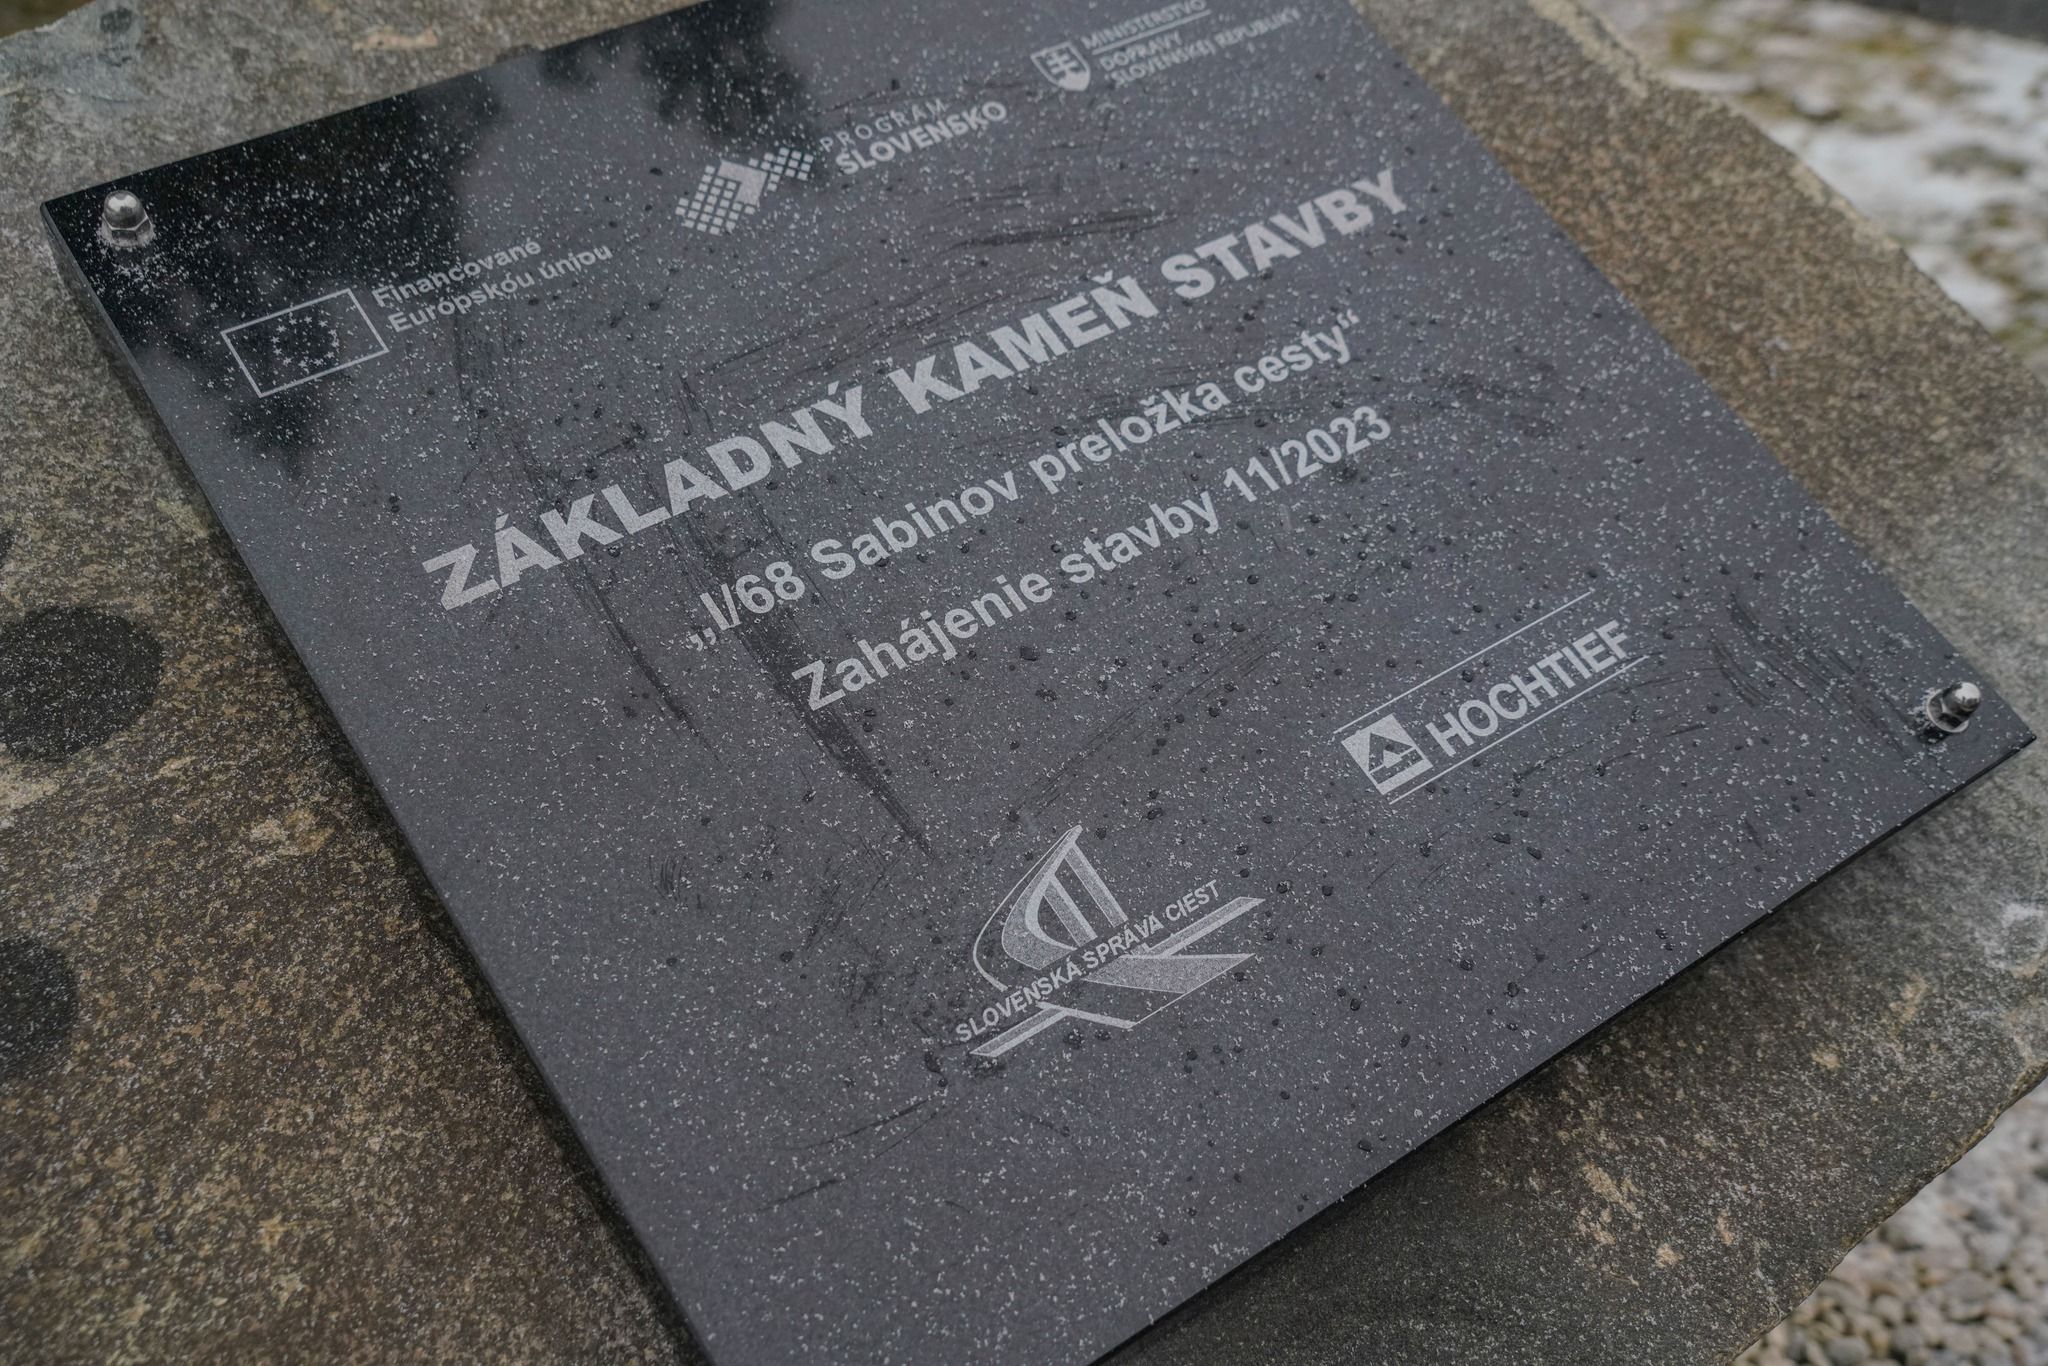 Financované
Európskou úniou
PROGRAM
SLOVENSKO
MINISTERSTVO
DOPRAVY
SLOVENSKEJ REPUBLIKY
ZÁKLADNÝ KAMEŇ STAVBY
„I/68 Sabinov preložka cesty“
Zahájenie stavby 11/2023
HOCHTIEF
SLOVENSKÁ SPRÁVA CIEST